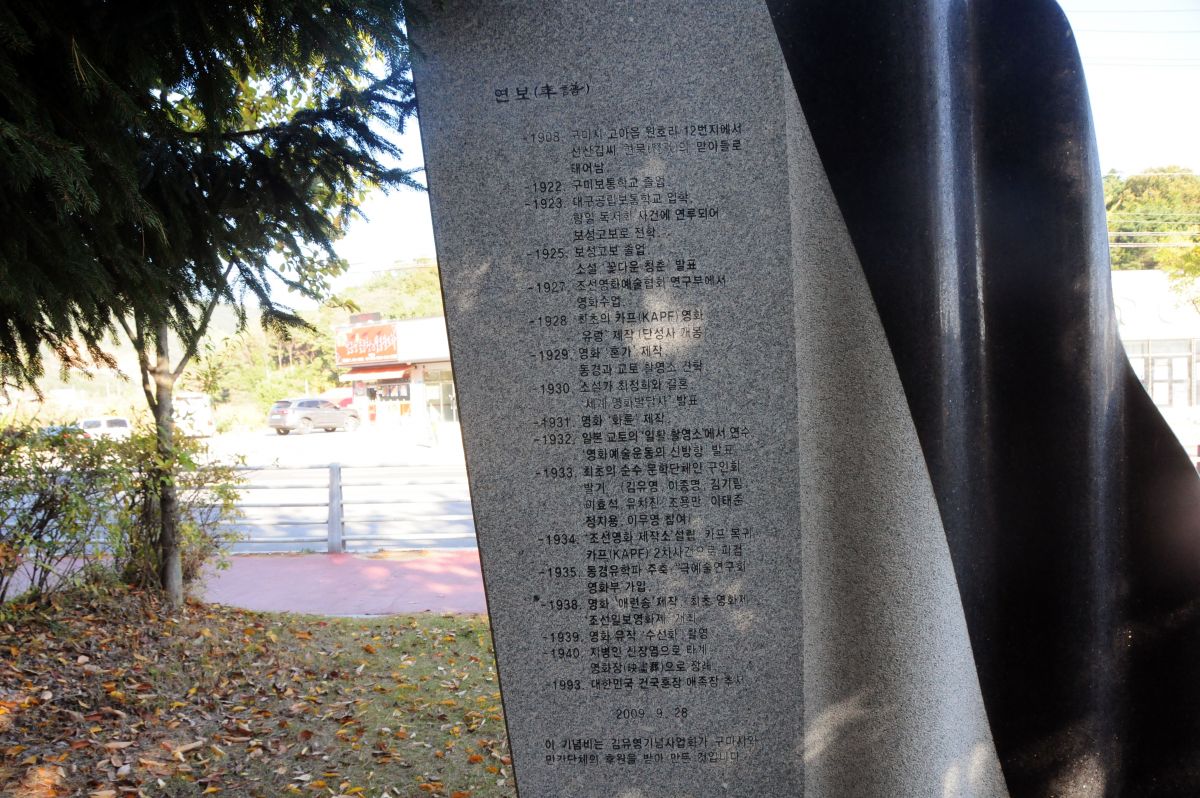 연보(年譜)
-1908. 구미시 고아읍 원호리 12번지에서
선산김씨 의 맏아들로
태어남.
-1922. 구미보통학교 졸업
-1923. 대구공립보통학교 입학,
항일 독서회 사건에 연루되어
보성고보로 전학.
-1925. 보성고보 졸업
소설 '꽃다운 청춘' 발표
-1927. 조선영화예술협회 연구부에서
영화수업
-1928. 최초의 카프(KAPF) 영화
'유령' 제작(단성사 개봉)
-1929. 영화 '혼가' 제작
동경과 교토 촬영소 견학
-1930. 소설가 최정희와 결혼
'세계 영화발달사' 발표
-1931. 영화 '화륜' 제작
-1932. 일본 교토의 '일활 촬영소'에서 연수
'영화예술운동의 신방향' 발표
-1933. 최초의 순수 문학단체인 구인회
발기 (김유영, 이종명, 김기림,
이효석, 유치진, 조용만, 이태준,
정지용, 이무영 참여)
-1934. '조선영화 제작소' 설립, 카프 복귀
카프(KAPF) 2차사건으로 피검
-1935. 동경유학파 주축 '극예술연구회'
영화부 가입
-1938. 영화 '애련송' 제작, 최초 영화제
'조선일보영화제' 개최
-1939. 영화 유작 '수선화' 촬영
-1940. 지병인 신장염으로 타계
영화장(映畫葬)으로 장례
-1993. 대한민국 건국훈장 애족장 추서
2009. 9. 28
이 기념비는 김유영기념사업회가 구미시와
민간단체의 후원을 받아 만든 것입니다.